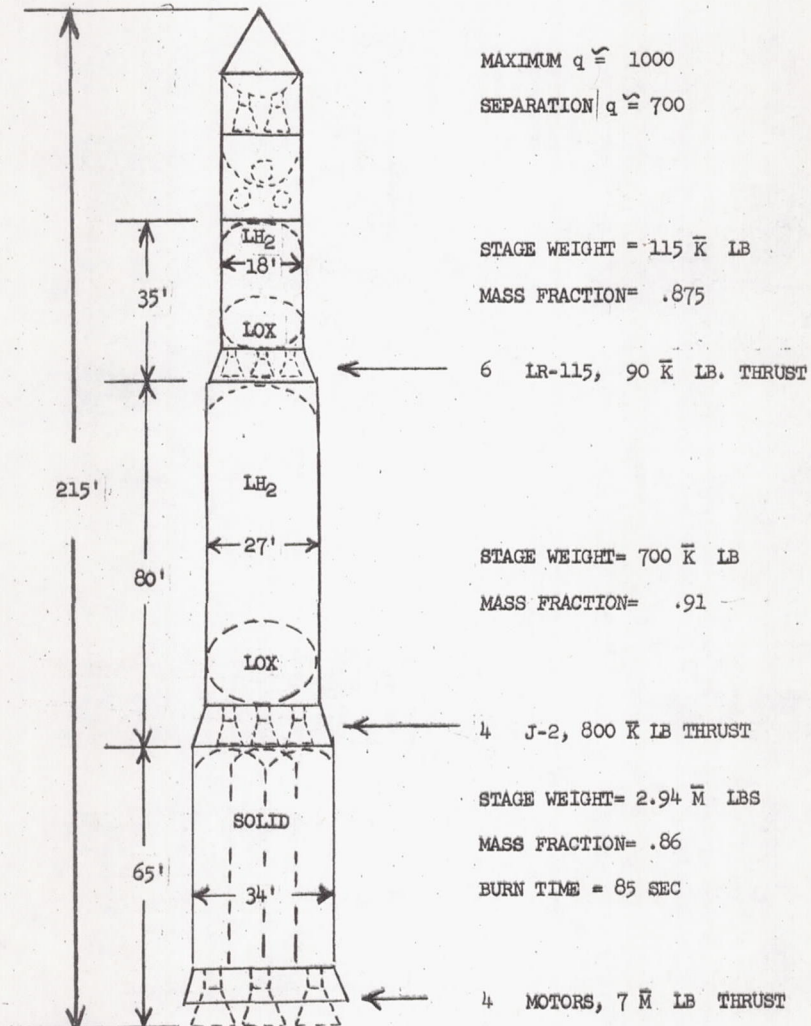 MAXIMUM q ≅ 1000
SEPARATION q ≅ 700
LH2
18'
35'
LOX
STAGE WEIGHT = 115 K̅ LB
MASS FRACTION= .875
6 LR-115, 90 K̅ LB. THRUST
215'
LH2
27'
80'
LOX
STAGE WEIGHT= 700 K̅ LB
MASS FRACTION= .91
4 J-2, 800 K̅ LB THRUST
SOLID
65'
34'
STAGE WEIGHT= 2.94 M̅ LBS
MASS FRACTION= .86
BURN TIME = 85 SEC
4 MOTORS, 7 M̅ LB THRUST